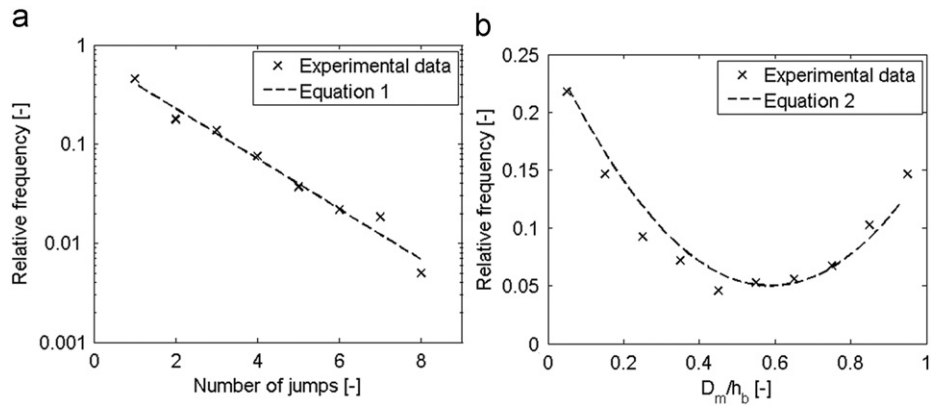 a
1
0.1
0.01
0.001
0
2
4
6
8
Relative frequency [-]
Number of jumps [-]
× Experimental data
Equation 1
b
0.25
0.2
0.15
0.1
0.05
0
0
0.2
0.4
0.6
0.8
1
Relative frequency [-]
D_m/h_b [-]
× Experimental data
Equation 2